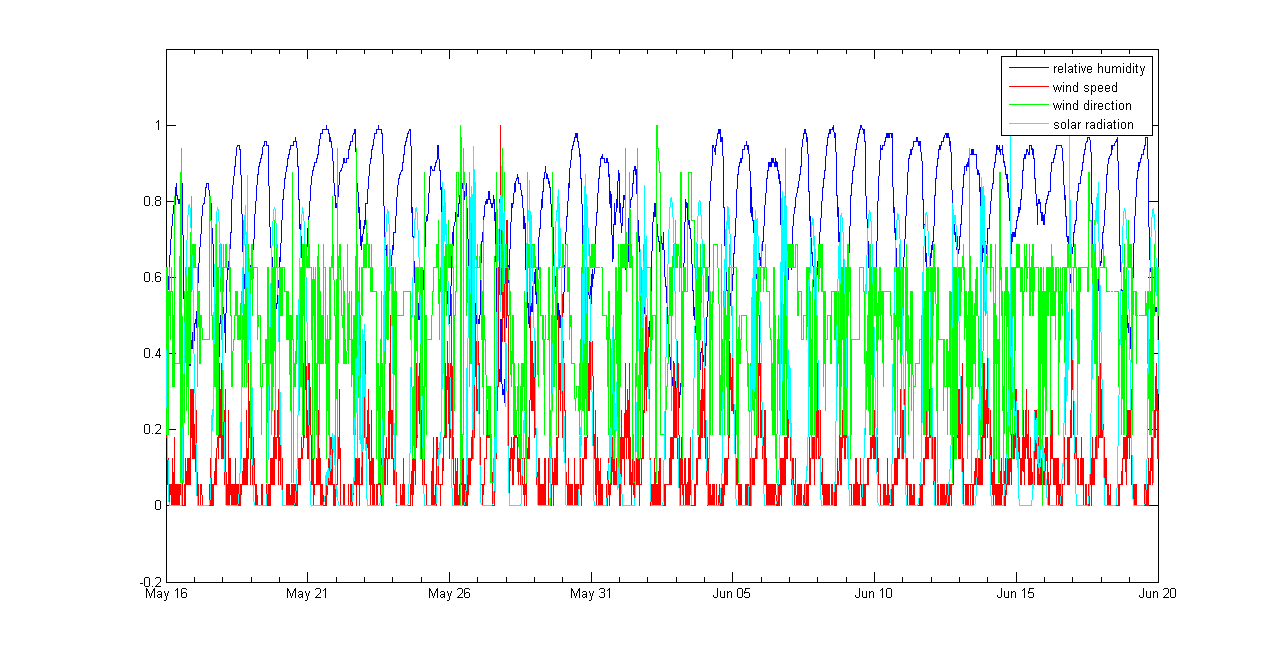 relative humidity
wind speed
wind direction
solar radiation
1
0.8
0.6
0.4
0.2
0
-0.2
May 16 May 21 May 26 May 31 Jun 05 Jun 10 Jun 15 Jun 20